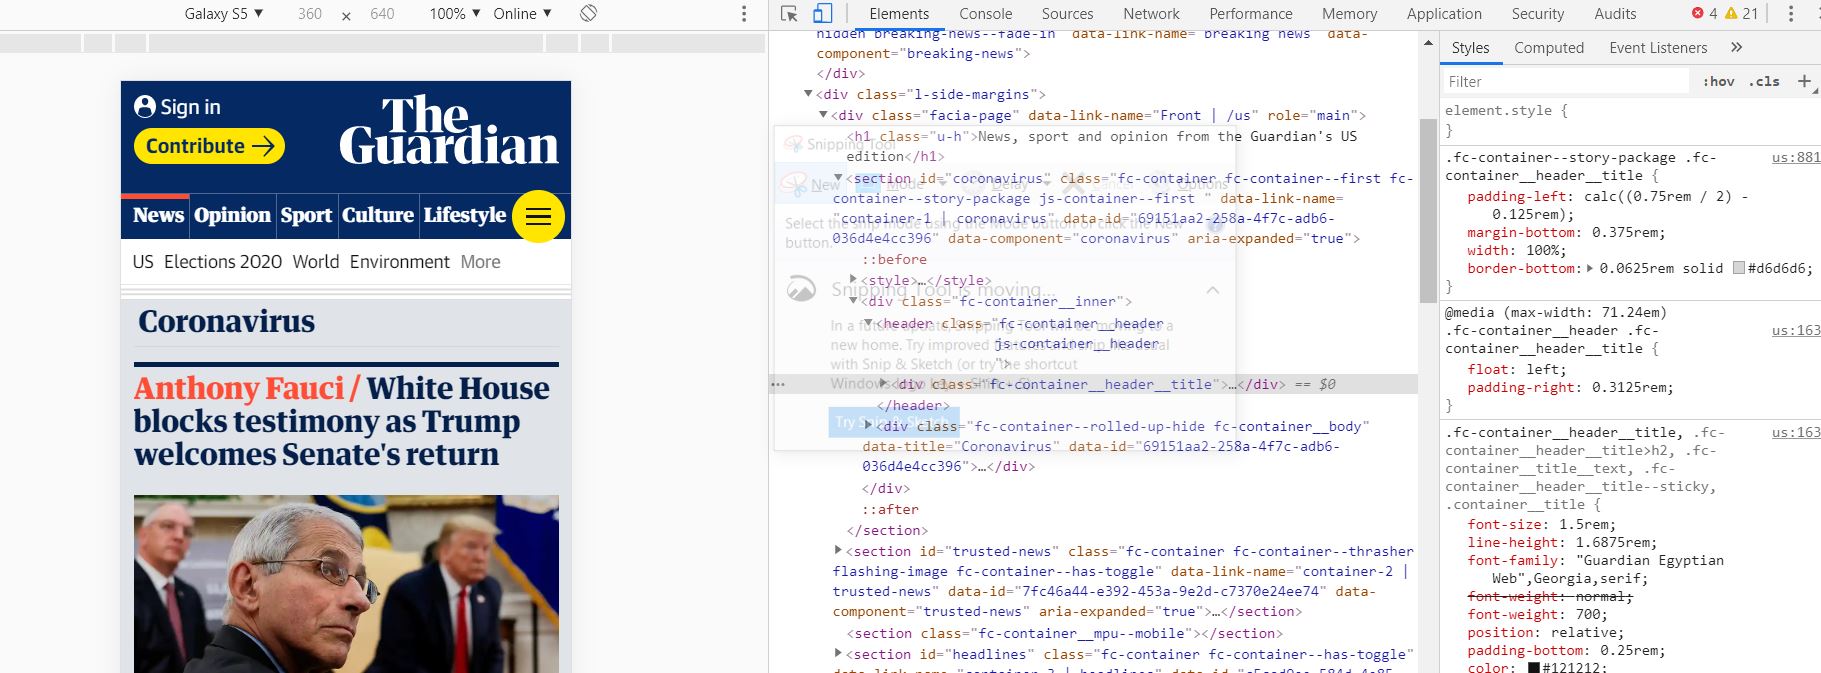 Galaxy S5 ▼ 360 × 640 100% ▼ Online ▼
Sign in
Contribute
The
Guardian
News Opinion Sport Culture Lifestyle
US Elections 2020 World Environment More
Coronavirus
Anthony Fauci / White House
blocks testimony as Trump
welcomes Senate's return
Elements Console Sources Network Performance Memory Application Security Audits 4 21
hidden breaking-news--fade-in" data-link-name="breaking news" data-
component="breaking-news">
</div>
▼<div class="l-side-margins">
▼<div class="facia-page" data-link-name="Front | /us" role="main">
<h1 class="u-h">News, sport and opinion from the Guardian's US
edition</h1>
▼<section id="coronavirus" class="fc-container fc-container--first fc-
container--story-package js-container--first " data-link-name=
"container-1 | coronavirus" data-id="69151aa2-258a-4f7c-adb6-
036d4e4cc396" data-component="coronavirus" aria-expanded="true">
::before
▶<style>…</style>
▼<div class="fc-container__inner">
▼<header class="fc-container__header
js-container__header
">
… ▶<div class="fc-container__header__title">…</div> == $0
</header>
▶<div class="fc-container--rolled-up-hide fc-container__body"
data-title="Coronavirus" data-id="69151aa2-258a-4f7c-adb6-
036d4e4cc396">…</div>
</div>
::after
</section>
▶<section id="trusted-news" class="fc-container fc-container--thrasher
flashing-image fc-container--has-toggle" data-link-name="container-2 |
trusted-news" data-id="7fc46a44-e392-453a-9e2d-c7370e24ee74" data-
component="trusted-news" aria-expanded="true">…</section>
<section class="fc-container__mpu--mobile"></section>
▶<section id="headlines" class="fc-container fc-container--has-toggle"
Snipping Tool
New Mode Delay Cancel Options
Select the snip mode using the Mode button or click the New
button.
Snipping Tool is moving...
In a future update, Snipping Tool will be moving to a
new home. Try improved features and snip like usual
with Snip & Sketch (or try the shortcut
Windows logo key + Shift + S).
Try Snip & Sketch
Styles Computed Event Listeners »
Filter :hov .cls +
element.style {
}
.fc-container--story-package .fc- us:881
container__header__title {
padding-left: calc((0.75rem / 2) -
0.125rem);
margin-bottom: 0.375rem;
width: 100%;
border-bottom:▶ 0.0625rem solid #d6d6d6;
}
@media (max-width: 71.24em)
.fc-container__header .fc- us:163
container__header__title {
float: left;
padding-right: 0.3125rem;
}
.fc-container__header__title, .fc- us:163
container__header__title>h2, .fc-
container__title__text, .fc-
container__header__title--sticky,
.container__title {
font-size: 1.5rem;
line-height: 1.6875rem;
font-family: "Guardian Egyptian
Web",Georgia,serif;
font-weight: normal;
font-weight: 700;
position: relative;
padding-bottom: 0.25rem;
color: #121212;